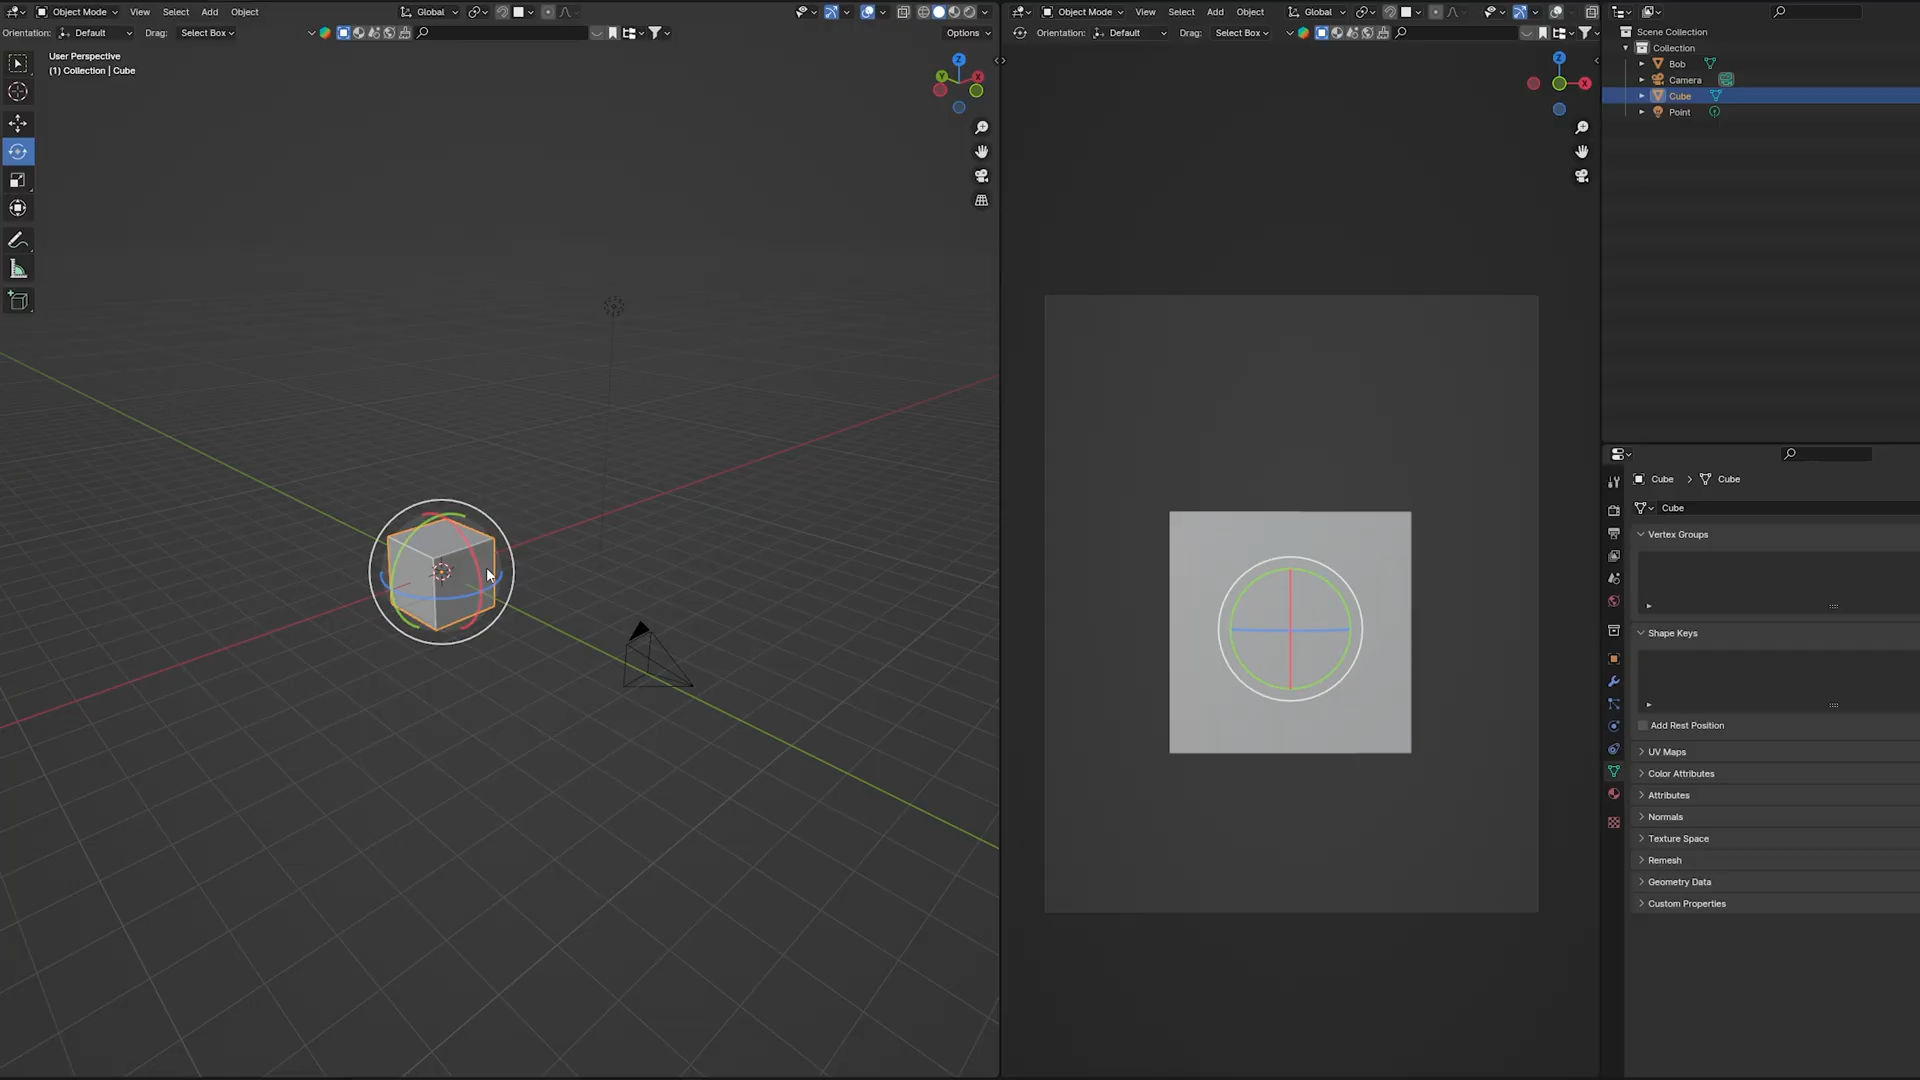 Object Mode View Select Add Object Global
Orientation: Default Drag: Select Box Options
User Perspective
(1) Collection | Cube
Z
Y
X
Object Mode View Select Add Object Global
Orientation: Default Drag: Select Box
Z
X
Scene Collection
Collection
Bob
Camera
Cube
Point
Cube > Cube
Cube
Vertex Groups
Shape Keys
Add Rest Position
UV Maps
Color Attributes
Attributes
Normals
Texture Space
Remesh
Geometry Data
Custom Properties